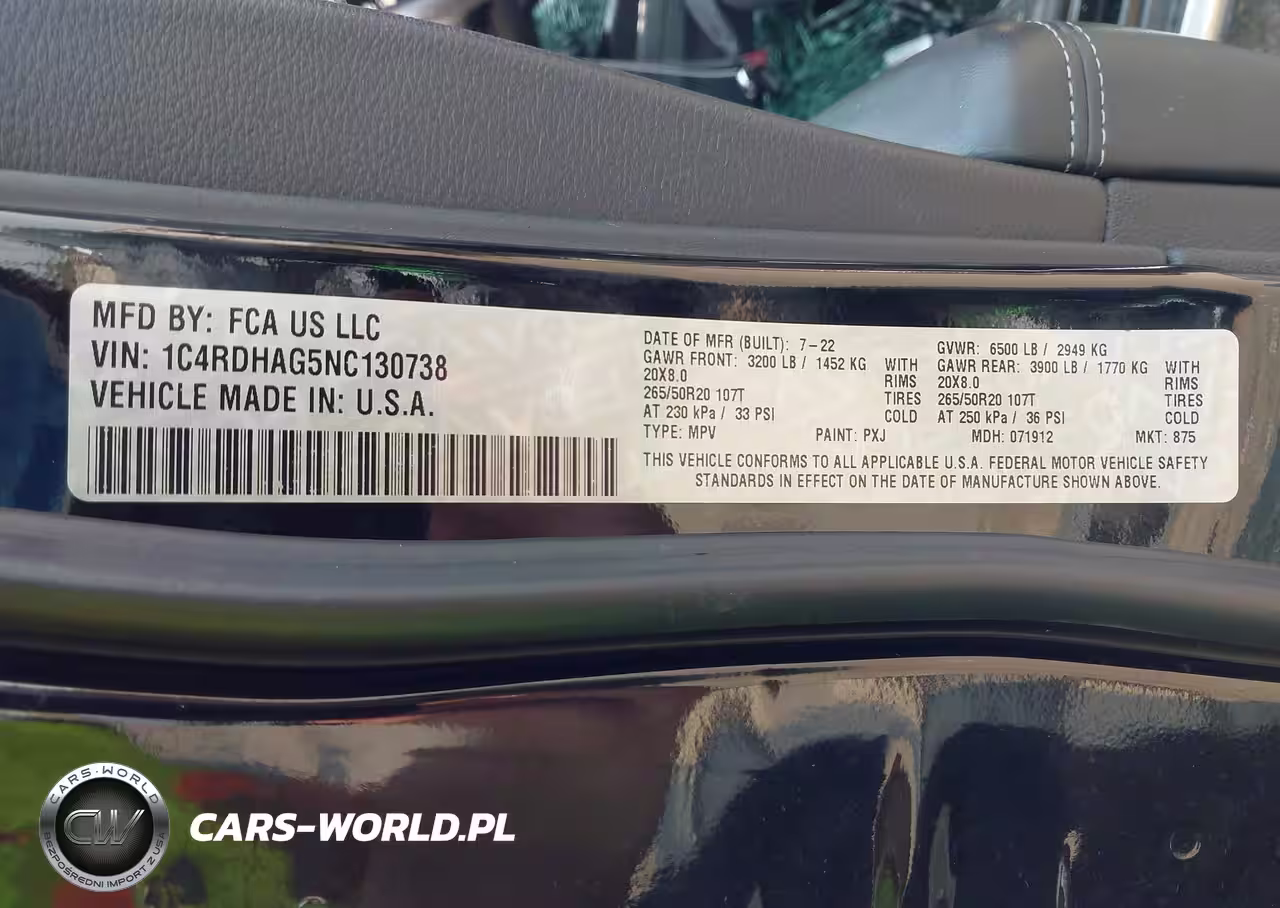 MFD BY: FCA US LLC
VIN: 1C4RDHAG5NC130738
VEHICLE MADE IN: U.S.A.
DATE OF MFR (BUILT): 7-22
GVWR: 6500 LB / 2949 KG
GAWR FRONT: 3200 LB / 1452 KG WITH
20X8.0 RIMS
265/50R20 107T TIRES
AT 230 kPa / 33 PSI COLD
GAWR REAR: 3900 LB / 1770 KG WITH
20X8.0 RIMS
265/50R20 107T TIRES
AT 250 kPa / 36 PSI COLD
TYPE: MPV PAINT: PXJ MDH: 071912 MKT: 875
THIS VEHICLE CONFORMS TO ALL APPLICABLE U.S.A. FEDERAL MOTOR VEHICLE SAFETY
STANDARDS IN EFFECT ON THE DATE OF MANUFACTURE SHOWN ABOVE.
CARS-WORLD
CW
BEZPOŚREDNI IMPORT Z USA
CARS-WORLD.PL